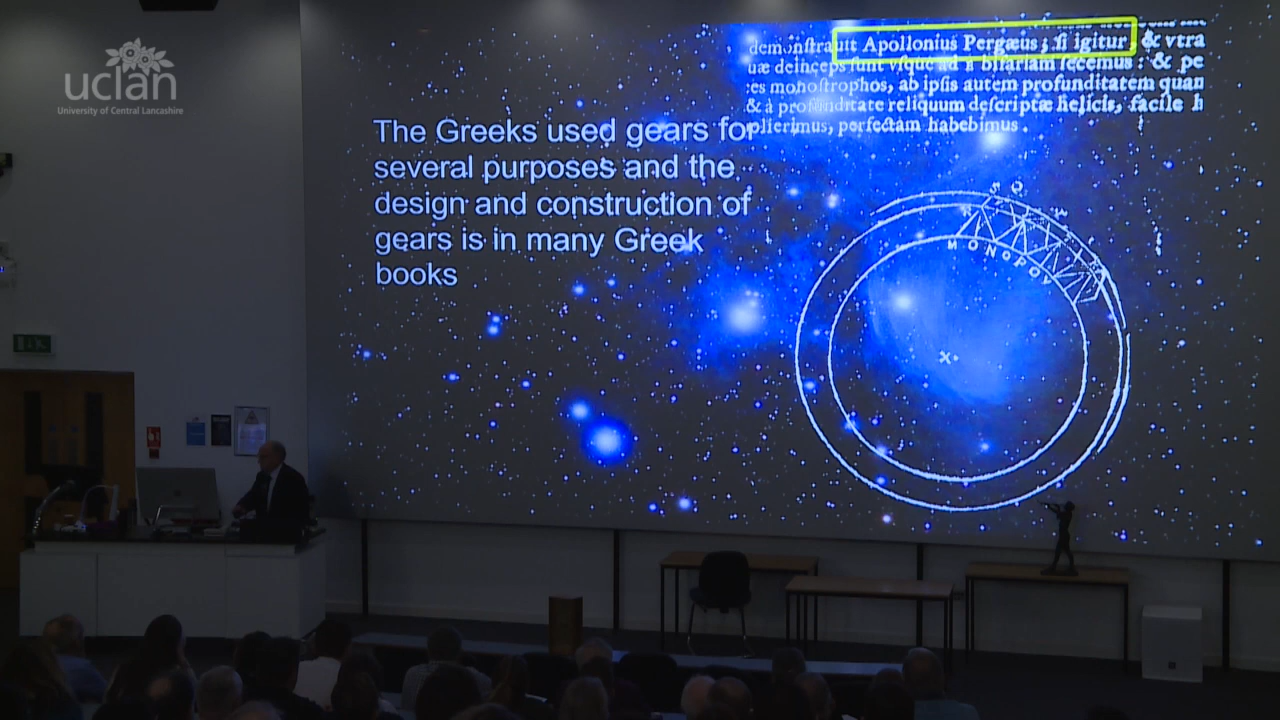 uclan
University of Central Lancashire
demonstrauit Apollonius Pergæus; ſi igitur, & vtra
uæ deinceps ſunt vſque ad n bifariam ſecemus: & pe
es monoſtrophos, ab ipſis autem profunditatem quan
& à profunditate reliquum deſcriptæ helicis, facile
plierimus, perfectam habebimus.
The Greeks used gears for
several purposes and the
design and construction of
gears is in many Greek
books
MONOPOV
X